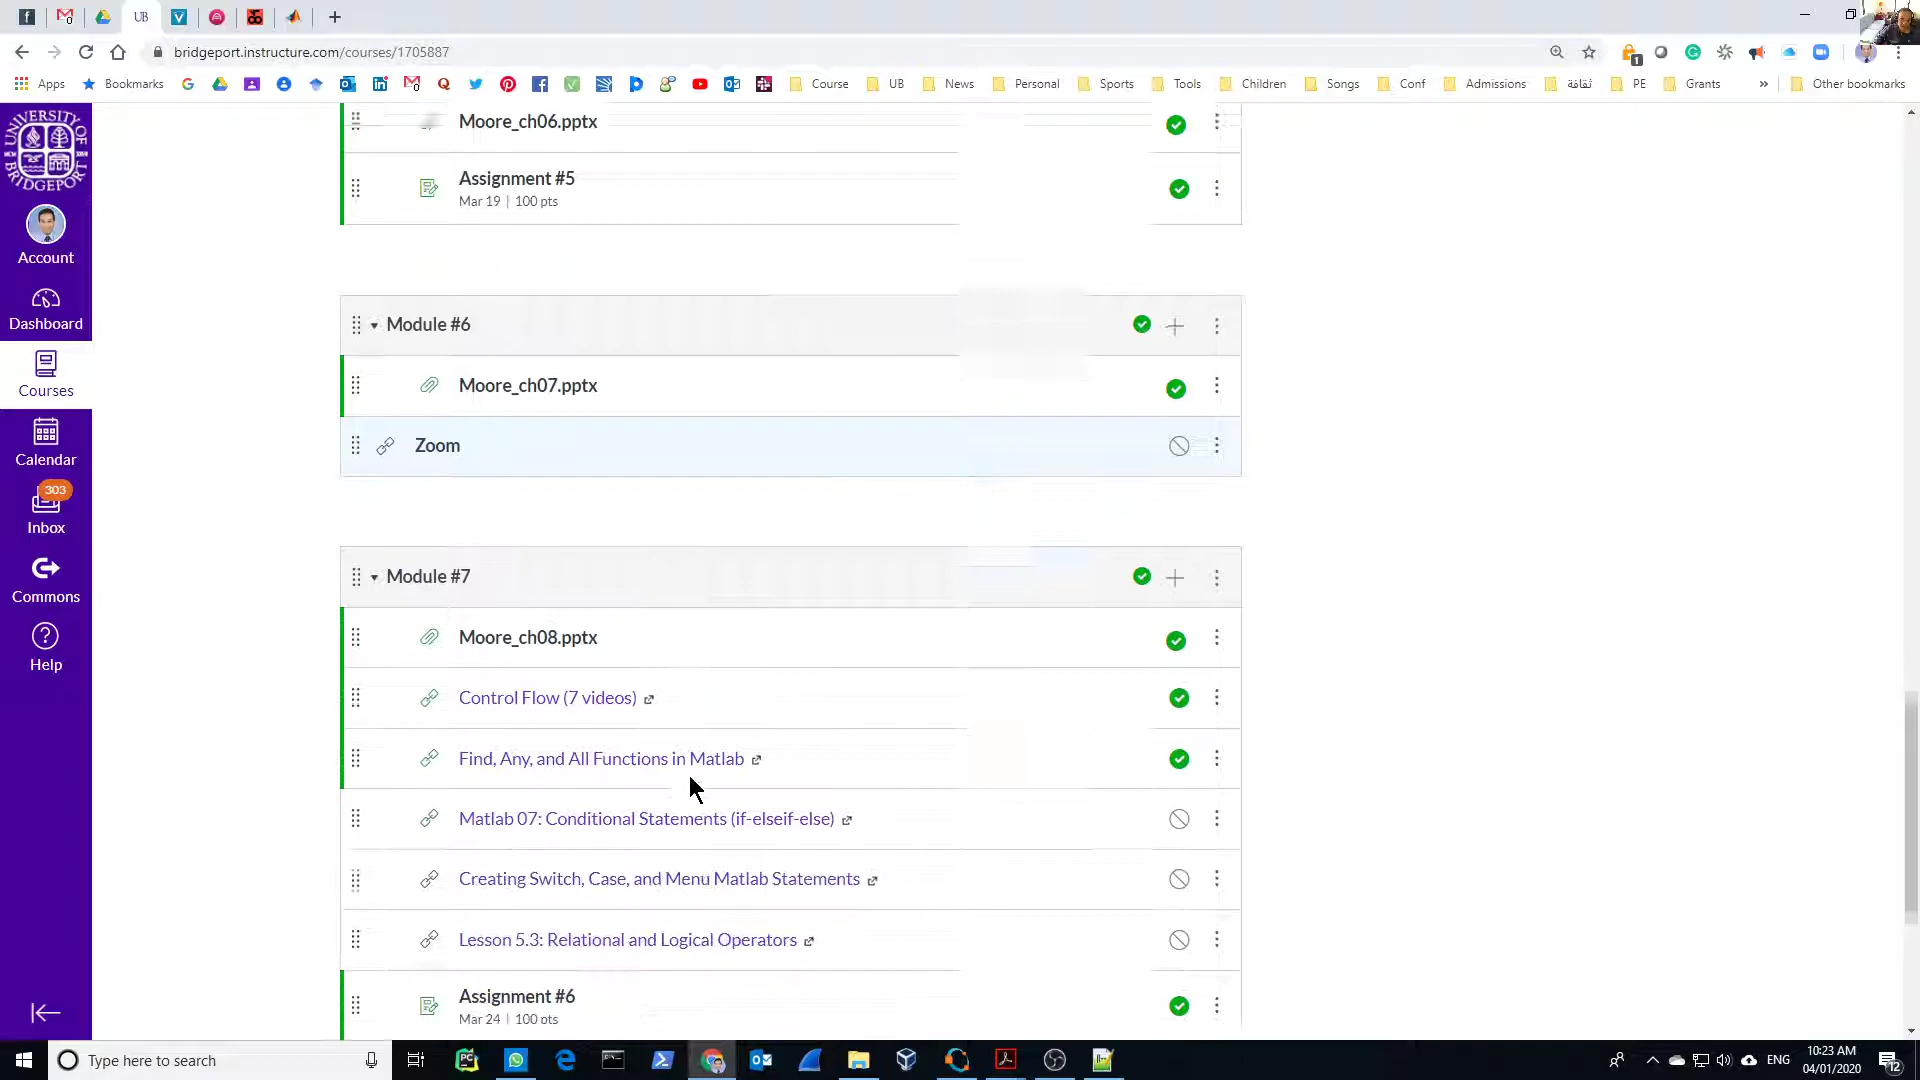 UB
bridgeport.instructure.com/courses/1705887
Apps Bookmarks Course UB News Personal Sports Tools Children Songs Conf Admissions ثقافة PE Grants » Other bookmarks
UNIVERSITY OF BRIDGEPORT
Account
Dashboard
Courses
Calendar
303
Inbox
Commons
Help
Moore_ch06.pptx
Assignment #5
Mar 19 | 100 pts
Module #6
Moore_ch07.pptx
Zoom
Module #7
Moore_ch08.pptx
Control Flow (7 videos)
Find, Any, and All Functions in Matlab
Matlab 07: Conditional Statements (if-elseif-else)
Creating Switch, Case, and Menu Matlab Statements
Lesson 5.3: Relational and Logical Operators
Assignment #6
Mar 24 | 100 pts
Type here to search
ENG
10:23 AM
04/01/2020
12